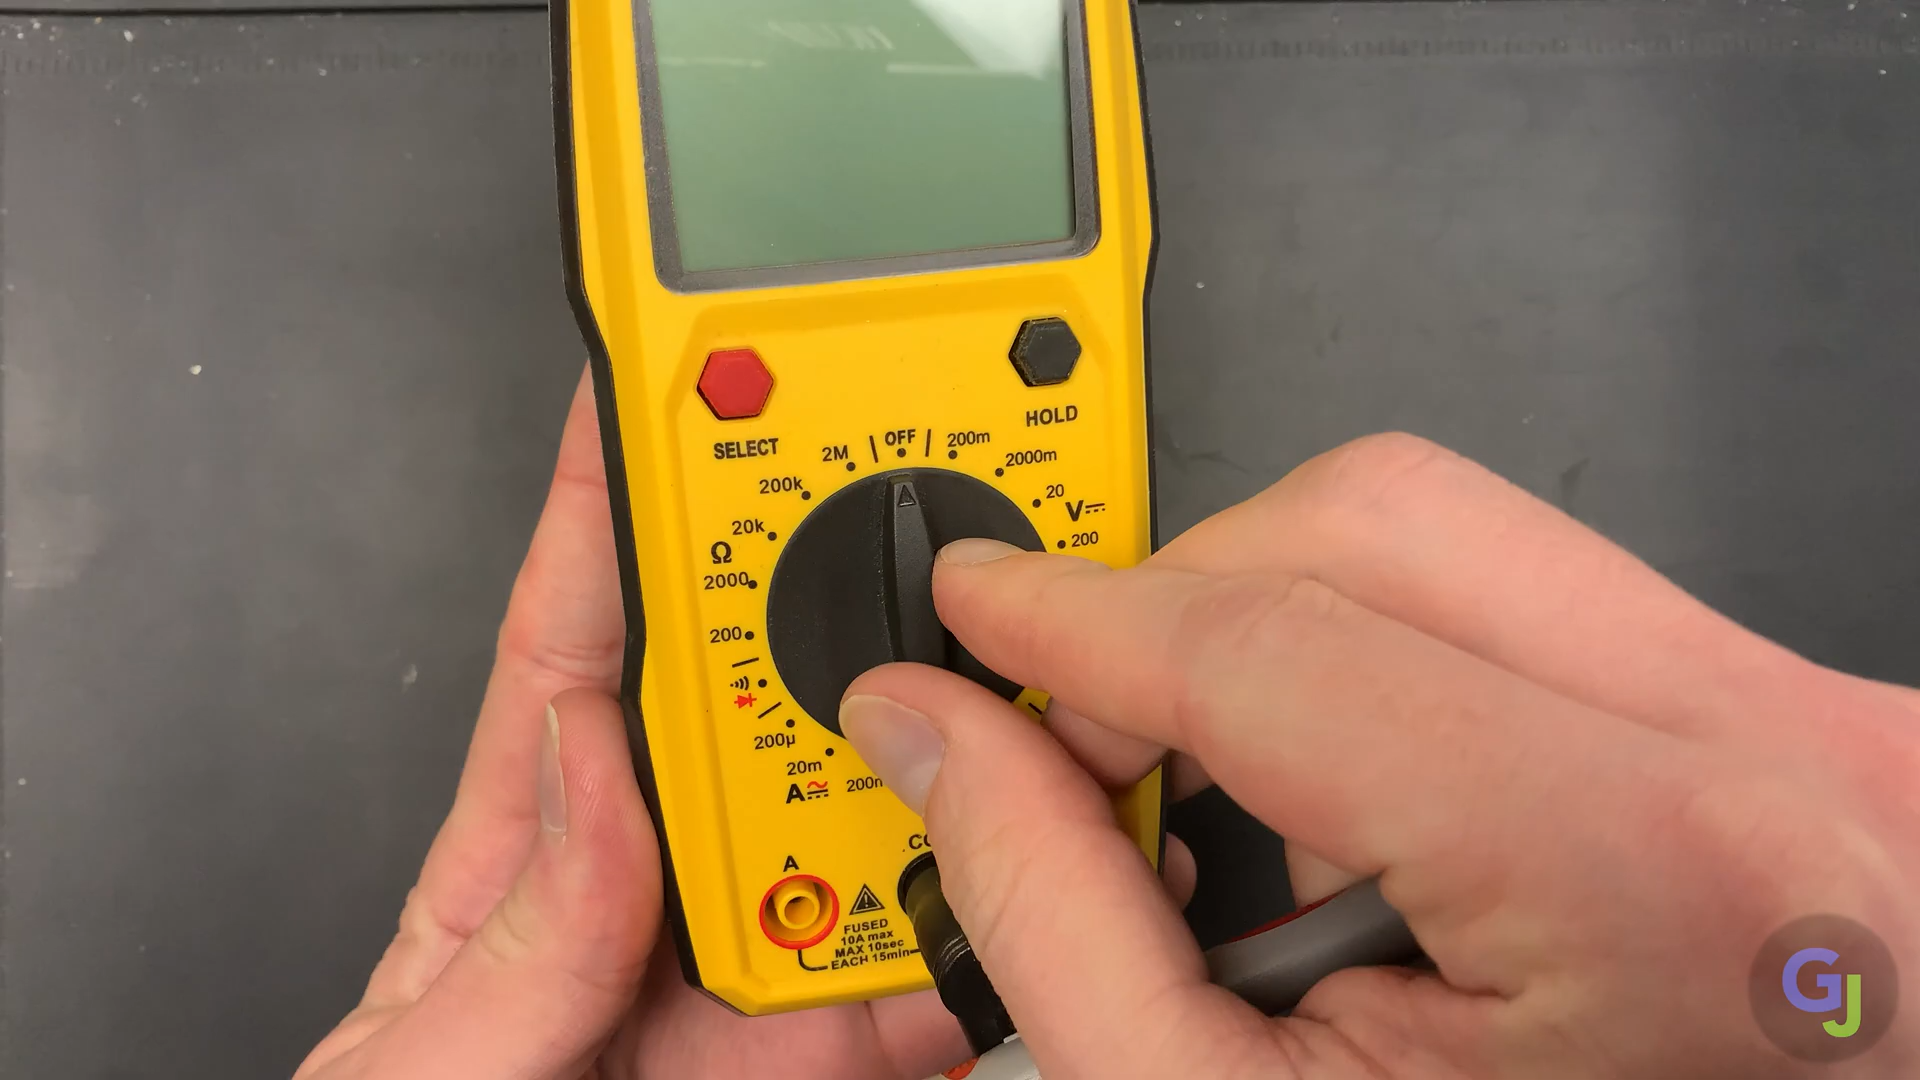 SELECT
HOLD
OFF
200m
2000m
20
V
200
2M
200k
20k
Ω
2000
200
200µ
20m
A
A
FUSED
10A max
MAX 10sec
EACH 15min
GJ